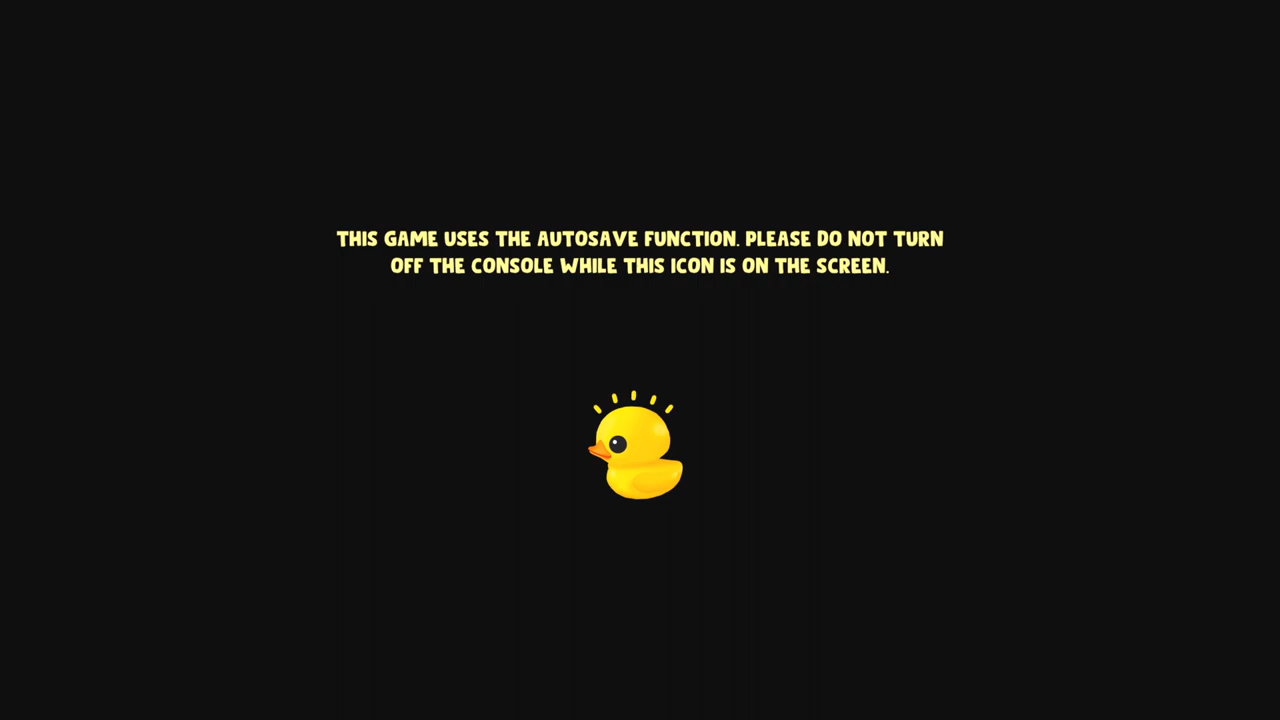 THIS GAME USES THE AUTOSAVE FUNCTION. PLEASE DO NOT TURN
OFF THE CONSOLE WHILE THIS ICON IS ON THE SCREEN.